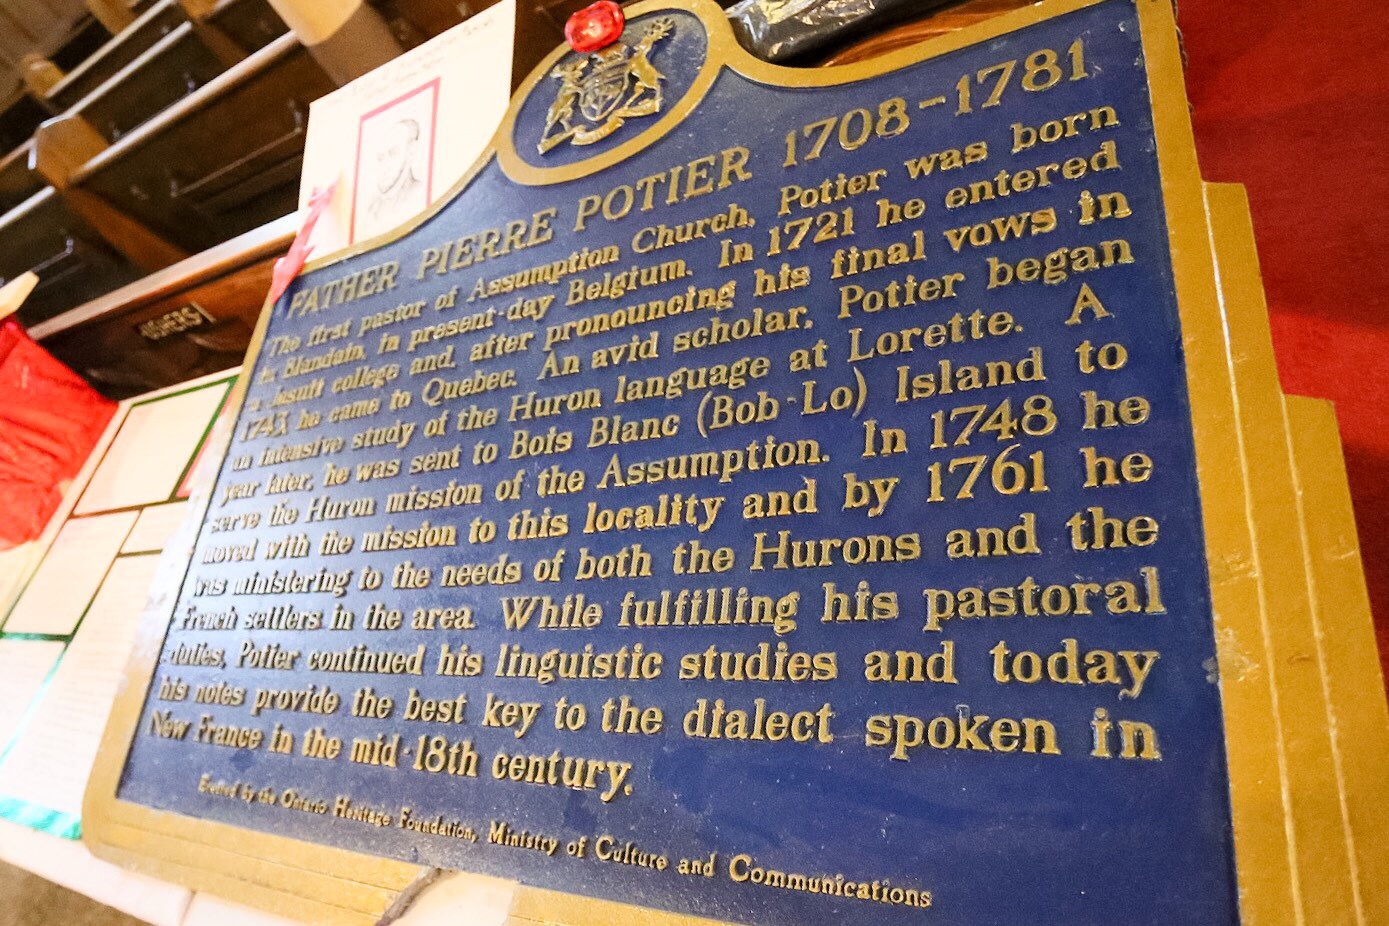 FATHER PIERRE POTIER 1708-1781
The first pastor of Assumption Church, Potier was born
in Blandain, in present-day Belgium. In 1721 he entered
a Jesuit college and, after pronouncing his final vows in
1743, he came to Quebec. An avid scholar, Potier began
an intensive study of the Huron language at Lorette. A
year later, he was sent to Bois Blanc (Bob-Lo) Island to
serve the Huron mission of the Assumption. In 1748 he
moved with the mission to this locality and by 1761 he
was ministering to the needs of both the Hurons and the
French settlers in the area. While fulfilling his pastoral
duties, Potier continued his linguistic studies and today
his notes provide the best key to the dialect spoken in
New France in the mid-18th century.
Erected by the Ontario Heritage Foundation, Ministry of Culture and Communications
USHERS